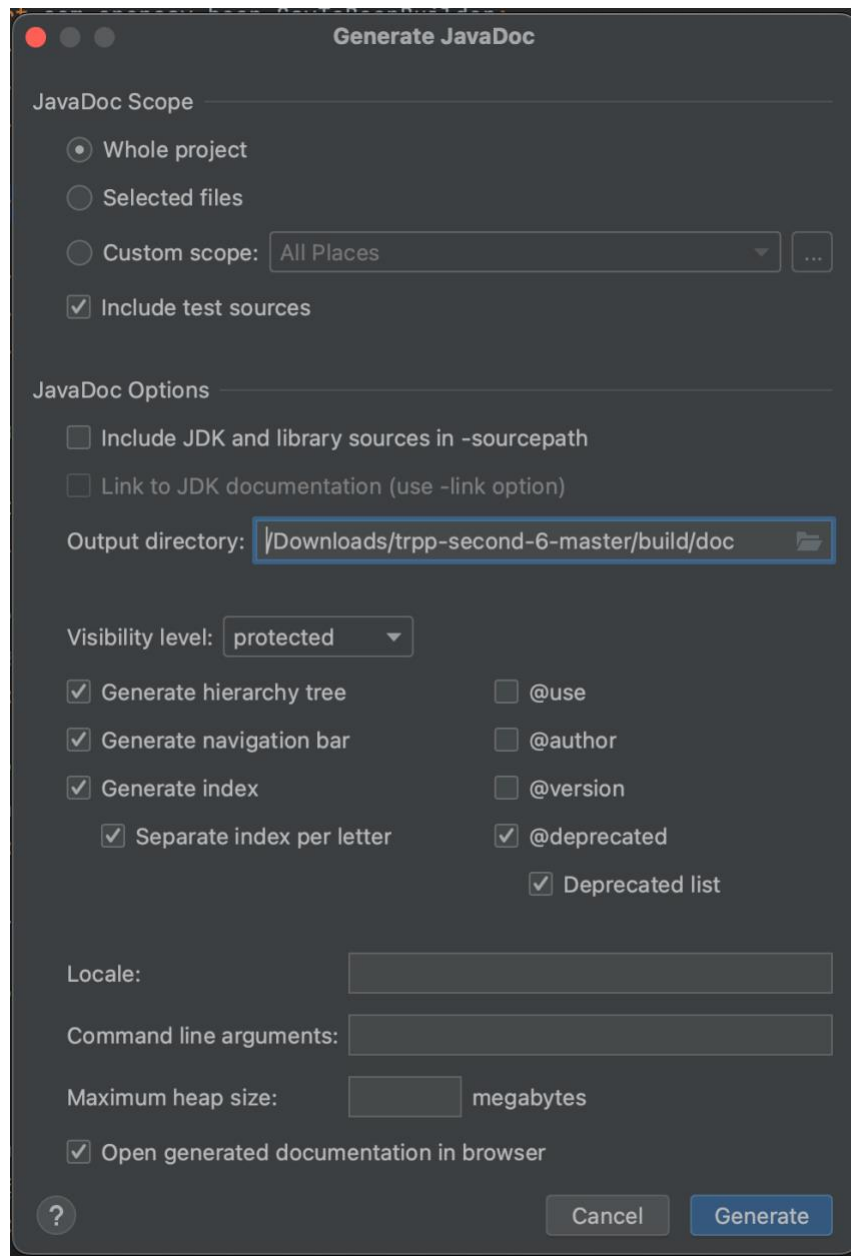 Generate JavaDoc
JavaDoc Scope
Whole project
Selected files
Custom scope: All Places ...
Include test sources
JavaDoc Options
Include JDK and library sources in -sourcepath
Link to JDK documentation (use -link option)
Output directory: /Downloads/trpp-second-6-master/build/doc
Visibility level: protected
Generate hierarchy tree @use
Generate navigation bar @author
Generate index @version
Separate index per letter @deprecated
Deprecated list
Locale:
Command line arguments:
Maximum heap size: megabytes
Open generated documentation in browser
? Cancel Generate